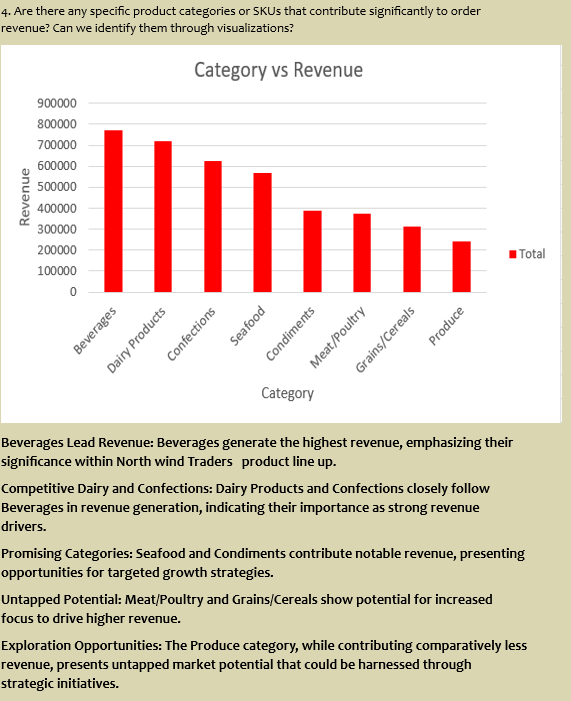 4. Are there any specific product categories or SKUs that contribute significantly to order
revenue? Can we identify them through visualizations?
Category vs Revenue
900000
800000
700000
600000
500000
400000
300000
200000
100000
0
Revenue
Beverages
Dairy Products
Confections
Seafood
Condiments
Meat/Poultry
Grains/Cereals
Produce
Category
Total
Beverages Lead Revenue: Beverages generate the highest revenue, emphasizing their
significance within North wind Traders  product line up.
Competitive Dairy and Confections: Dairy Products and Confections closely follow
Beverages in revenue generation, indicating their importance as strong revenue
drivers.
Promising Categories: Seafood and Condiments contribute notable revenue, presenting
opportunities for targeted growth strategies.
Untapped Potential: Meat/Poultry and Grains/Cereals show potential for increased
focus to drive higher revenue.
Exploration Opportunities: The Produce category, while contributing comparatively less
revenue, presents untapped market potential that could be harnessed through
strategic initiatives.